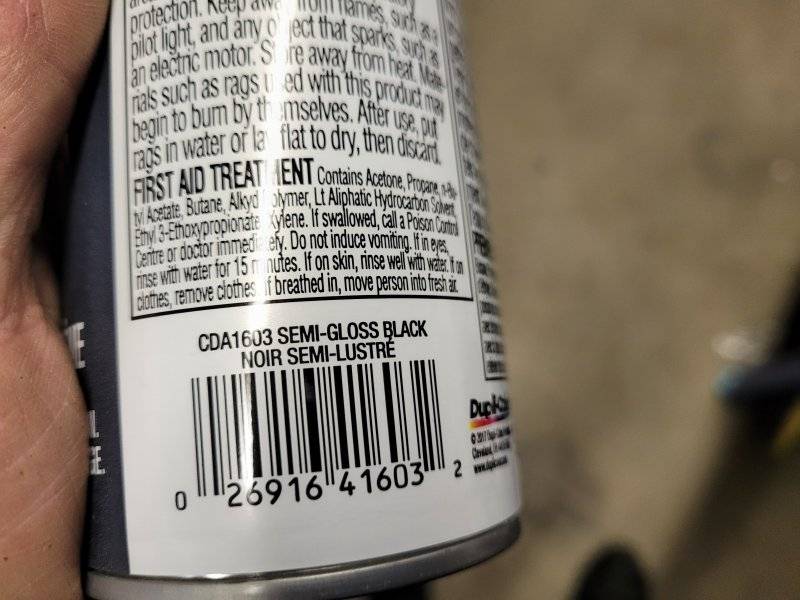 protection. Keep away from flames, such as a
pilot light, and any object that sparks, such as
an electric motor. Store away from heat. Mate-
rials such as rags used with this product may
begin to burn by themselves. After use, put
rags in water or lay flat to dry, then discard.
FIRST AID TREATMENT Contains Acetone, Propane, n-Bu-
tyl Acetate, Butane, Alkyd Polymer, Lt Aliphatic Hydrocarbon Solvent,
Ethyl 3-Ethoxypropionate, Xylene. If swallowed, call a Poison Control
Centre or doctor immediately. Do not induce vomiting. If in eyes,
rinse with water for 15 minutes. If on skin, rinse well with water. If on
clothes, remove clothes. If breathed in, move person into fresh air.
CDA1603 SEMI-GLOSS BLACK
NOIR SEMI-LUSTRÉ
0 26916 41603 2
Dupli-Color